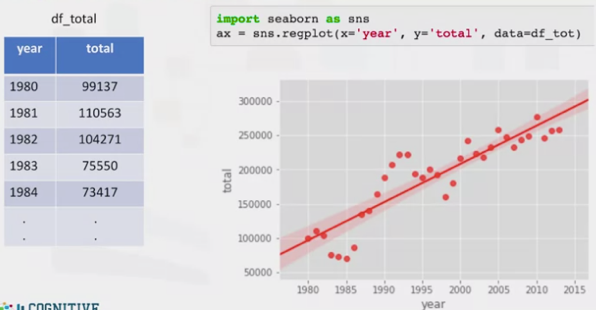 df_total
year total
1980 99137
1981 110563
1982 104271
1983 75550
1984 73417
. .
. .
import seaborn as sns
ax = sns.regplot(x='year', y='total', data=df_tot)
300000
250000
200000
150000
100000
50000
total
1980 1985 1990 1995 2000 2005 2010 2015
year
COGNITIVE